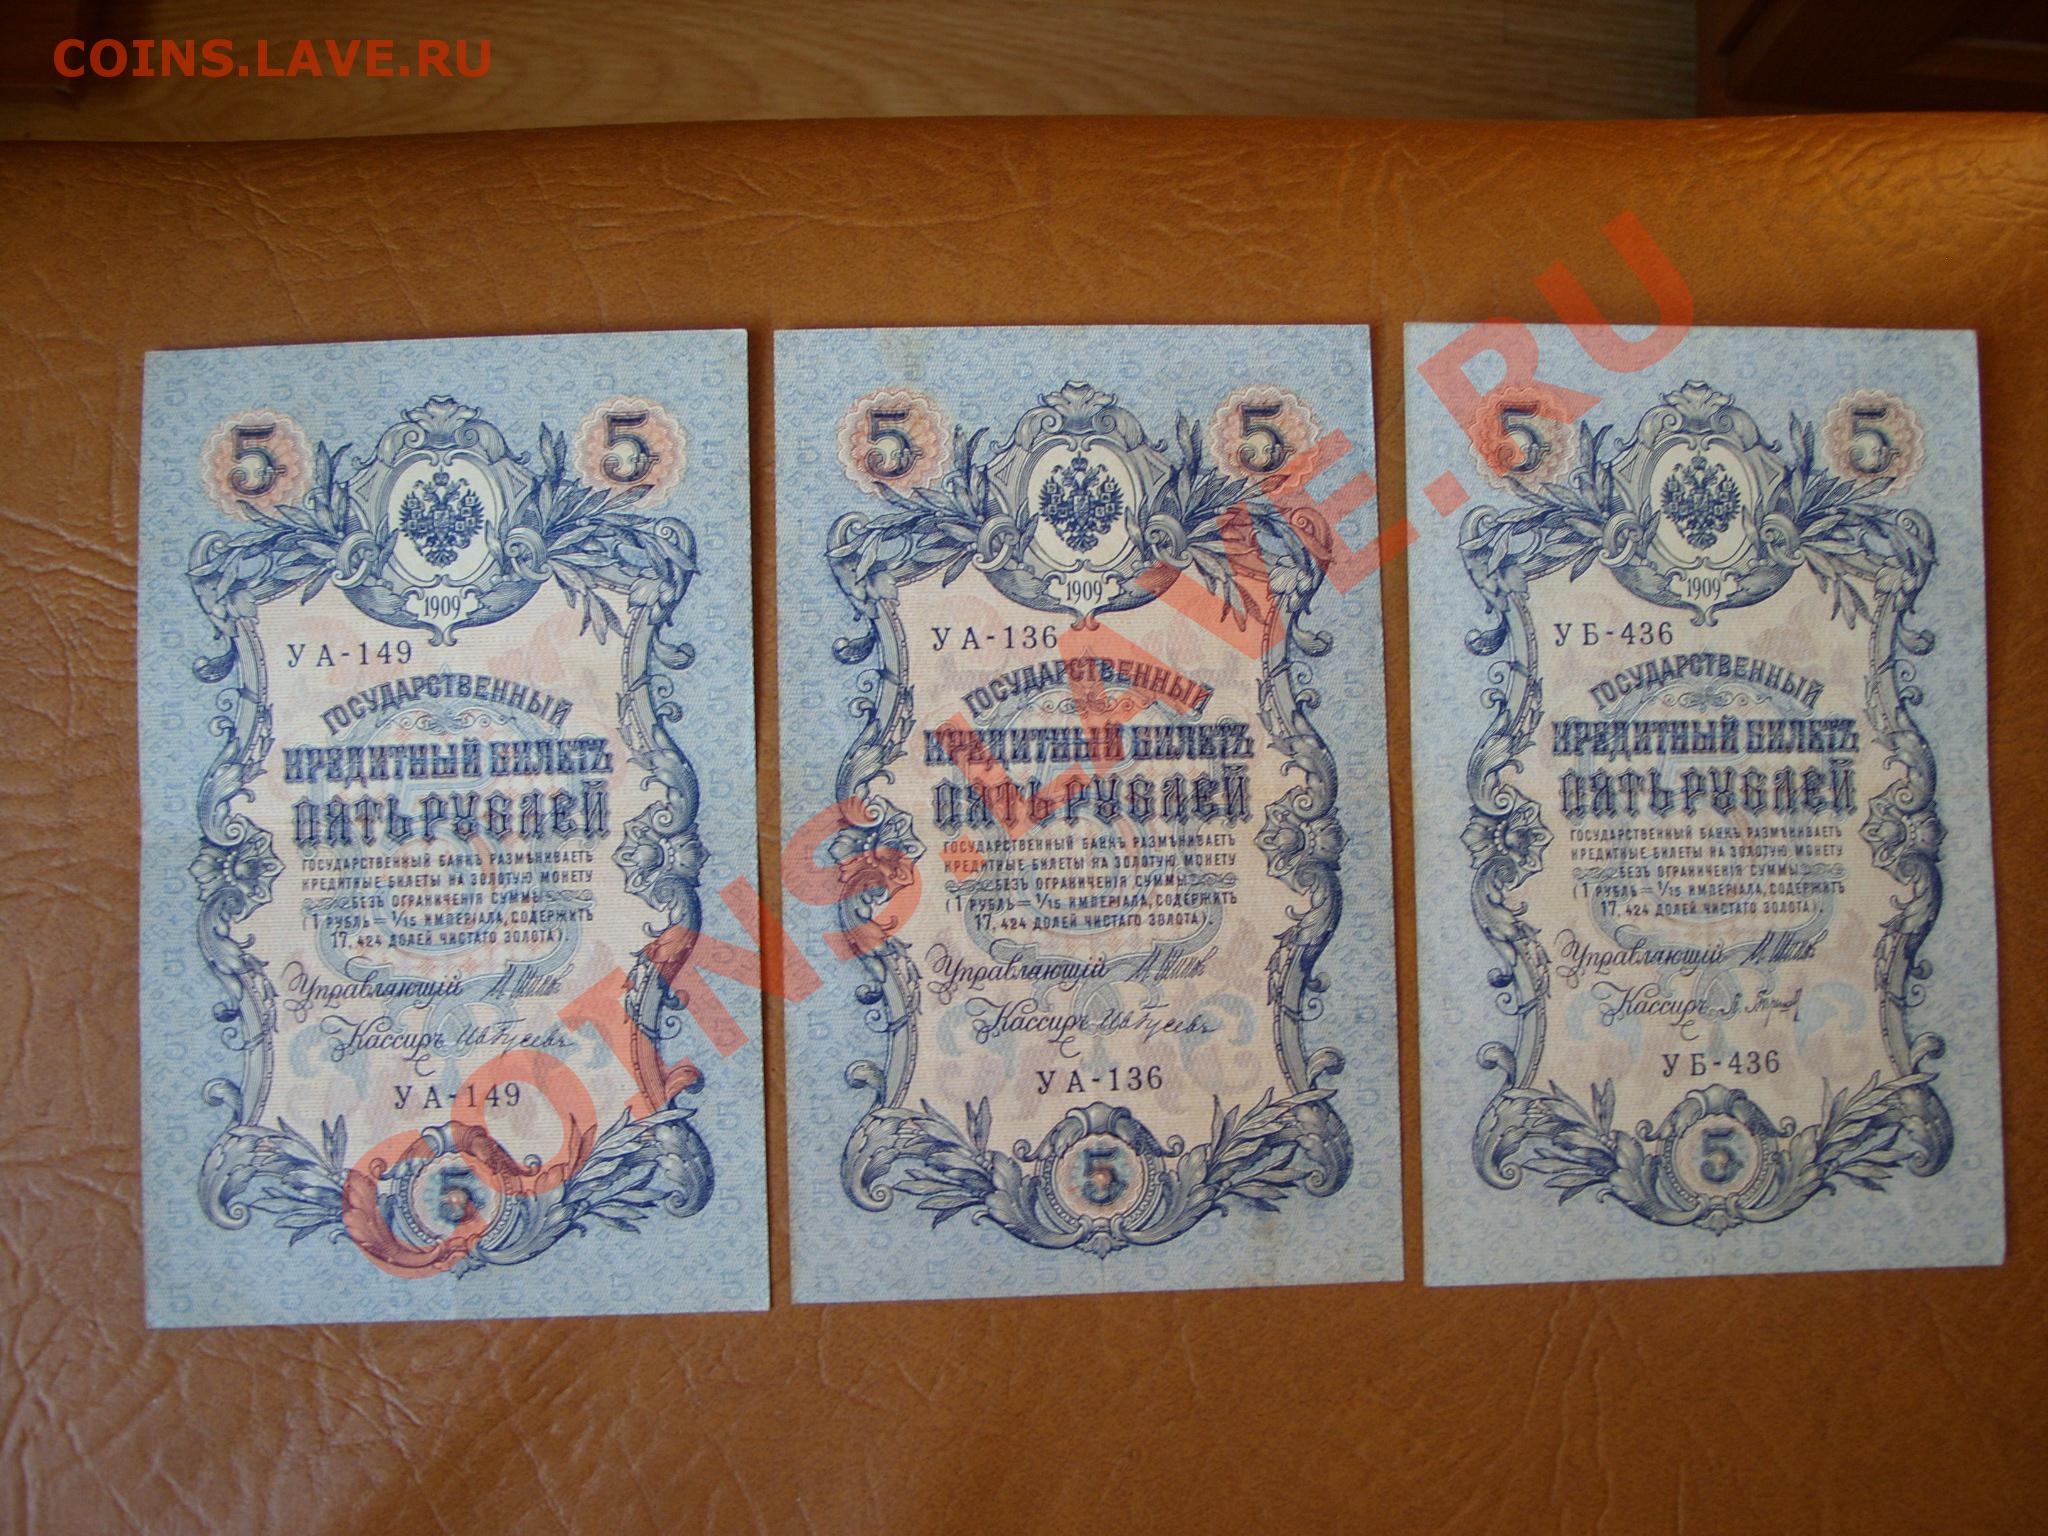 COINS.LAVE.RU
5 5
1909
УА-149
ГОСУДАРСТВЕННЫЙ
КРЕДИТНЫЙ БИЛЕТЪ
ПЯТЬ РУБЛЕЙ
ГОСУДАРСТВЕННЫЙ БАНКЪ РАЗМѢНИВАЕТЪ
КРЕДИТНЫЕ БИЛЕТЫ НА ЗОЛОТУЮ МОНЕТУ
БЕЗЪ ОГРАНИЧЕНІЯ СУММЫ
(1 РУБЛЬ = 1/15 ИМПЕРІАЛА, СОДЕРЖИТЪ
17,424 ДОЛЕЙ ЧИСТАГО ЗОЛОТА).
Управляющій
Кассиръ Ив Гусевъ
УА-149
5
5 5
1909
УА-136
ГОСУДАРСТВЕННЫЙ
КРЕДИТНЫЙ БИЛЕТЪ
ПЯТЬ РУБЛЕЙ
ГОСУДАРСТВЕННЫЙ БАНКЪ РАЗМѢНИВАЕТЪ
КРЕДИТНЫЕ БИЛЕТЫ НА ЗОЛОТУЮ МОНЕТУ
БЕЗЪ ОГРАНИЧЕНІЯ СУММЫ
(1 РУБЛЬ = 1/15 ИМПЕРІАЛА, СОДЕРЖИТЪ
17,424 ДОЛЕЙ ЧИСТАГО ЗОЛОТА).
Управляющій
Кассиръ Ив Гусевъ
УА-136
5
5 5
1909
УБ-436
ГОСУДАРСТВЕННЫЙ
КРЕДИТНЫЙ БИЛЕТЪ
ПЯТЬ РУБЛЕЙ
ГОСУДАРСТВЕННЫЙ БАНКЪ РАЗМѢНИВАЕТЪ
КРЕДИТНЫЕ БИЛЕТЫ НА ЗОЛОТУЮ МОНЕТУ
БЕЗЪ ОГРАНИЧЕНІЯ СУММЫ
(1 РУБЛЬ = 1/15 ИМПЕРІАЛА, СОДЕРЖИТЪ
17,424 ДОЛЕЙ ЧИСТАГО ЗОЛОТА).
Управляющій
Кассиръ
УБ-436
5
COINS.LAVE.RU